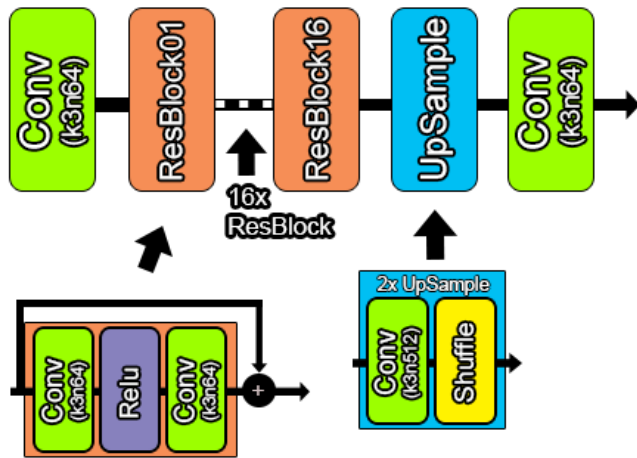 Conv
(k3n64)
ResBlock01
ResBlock16
UpSample
Conv
(k3n64)
16x
ResBlock
Conv
(k3n64)
Relu
Conv
(k3n64)
+
2x UpSample
Conv
(k3n512)
Shuffle